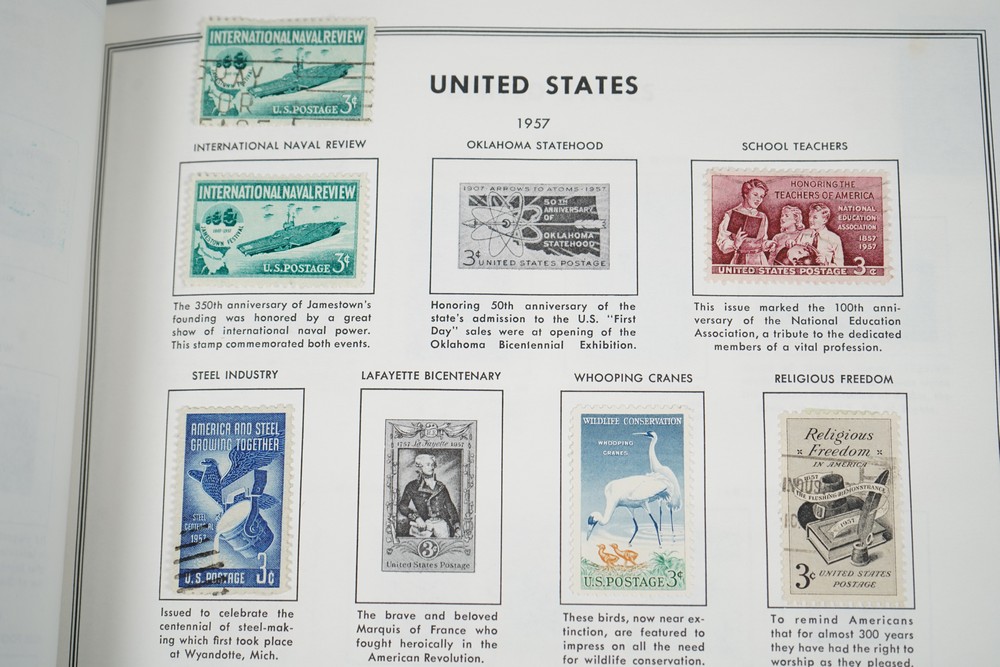 INTERNATIONAL NAVAL REVIEW
U.S. POSTAGE 3¢
UNITED STATES
1957
INTERNATIONAL NAVAL REVIEW
INTERNATIONAL NAVAL REVIEW
JAMESTOWN FESTIVAL
U.S. POSTAGE 3¢
The 350th anniversary of Jamestown's
founding was honored by a great
show of international naval power.
This stamp commemorated both events.
OKLAHOMA STATEHOOD
1907-ARROWS TO ATOMS-1957
50TH
ANNIVERSARY
OF
OKLAHOMA
STATEHOOD
3¢ UNITED STATES POSTAGE
Honoring 50th anniversary of the
state's admission to the U.S. "First
Day" sales were at opening of the
Oklahoma Bicentennial Exhibition.
SCHOOL TEACHERS
HONORING THE
TEACHERS OF AMERICA
NATIONAL
EDUCATION
ASSOCIATION
1857
1957
UNITED STATES POSTAGE 3¢
This issue marked the 100th anni-
versary of the National Education
Association, a tribute to the dedicated
members of a vital profession.
STEEL INDUSTRY
AMERICA AND STEEL
GROWING TOGETHER
STEEL
CENTENNIAL
1957
U.S. POSTAGE 3¢
Issued to celebrate the
centennial of steel-mak-
ing which first took place
at Wyandotte, Mich.
LAFAYETTE BICENTENNARY
1757 La Fayette 1957
3¢
United States Postage
The brave and beloved
Marquis of France who
fought heroically in the
American Revolution.
WHOOPING CRANES
WILDLIFE CONSERVATION
WHOOPING
CRANES
U.S. POSTAGE 3¢
These birds, now near ex-
tinction, are featured to
impress on all the need
for wildlife conservation.
RELIGIOUS FREEDOM
Religious
Freedom
IN AMERICA
1657
THE FLUSHING REMONSTRANCE
1957
3¢ UNITED STATES
POSTAGE
To remind Americans
that for almost 300 years
they have had the right to
worship as they pleased